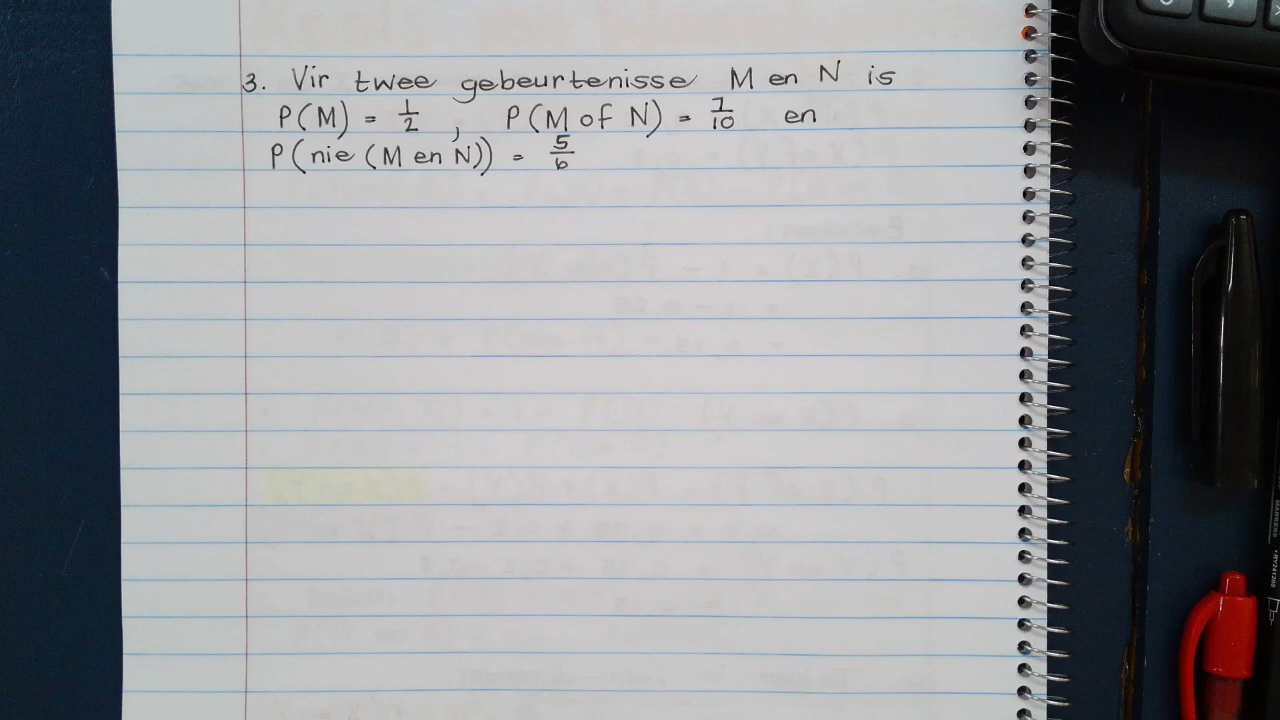 3. Vir twee gebeurtenisse M en N is
P(M) = 1/2 , P(M of N) = 7/10 en
P(nie (M en N)) = 5/6